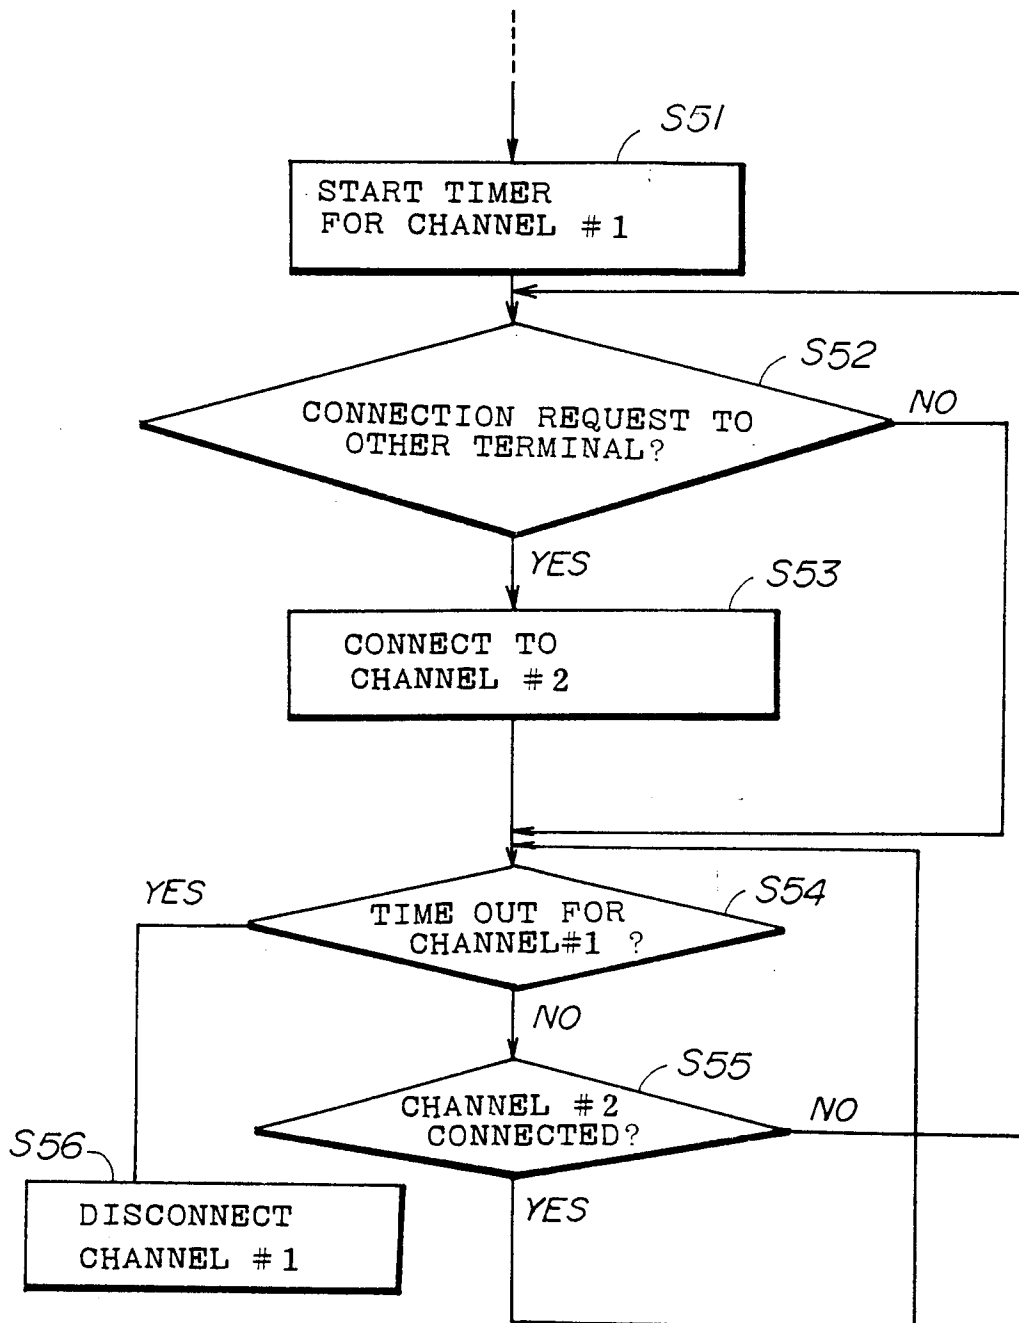 S51
START TIMER
FOR CHANNEL #1
S52
CONNECTION REQUEST TO
OTHER TERMINAL?
NO
YES
S53
CONNECT TO
CHANNEL #2
YES
S54
TIME OUT FOR
CHANNEL#1 ?
NO
S55
CHANNEL #2
CONNECTED?
NO
S56
YES
DISCONNECT
CHANNEL #1